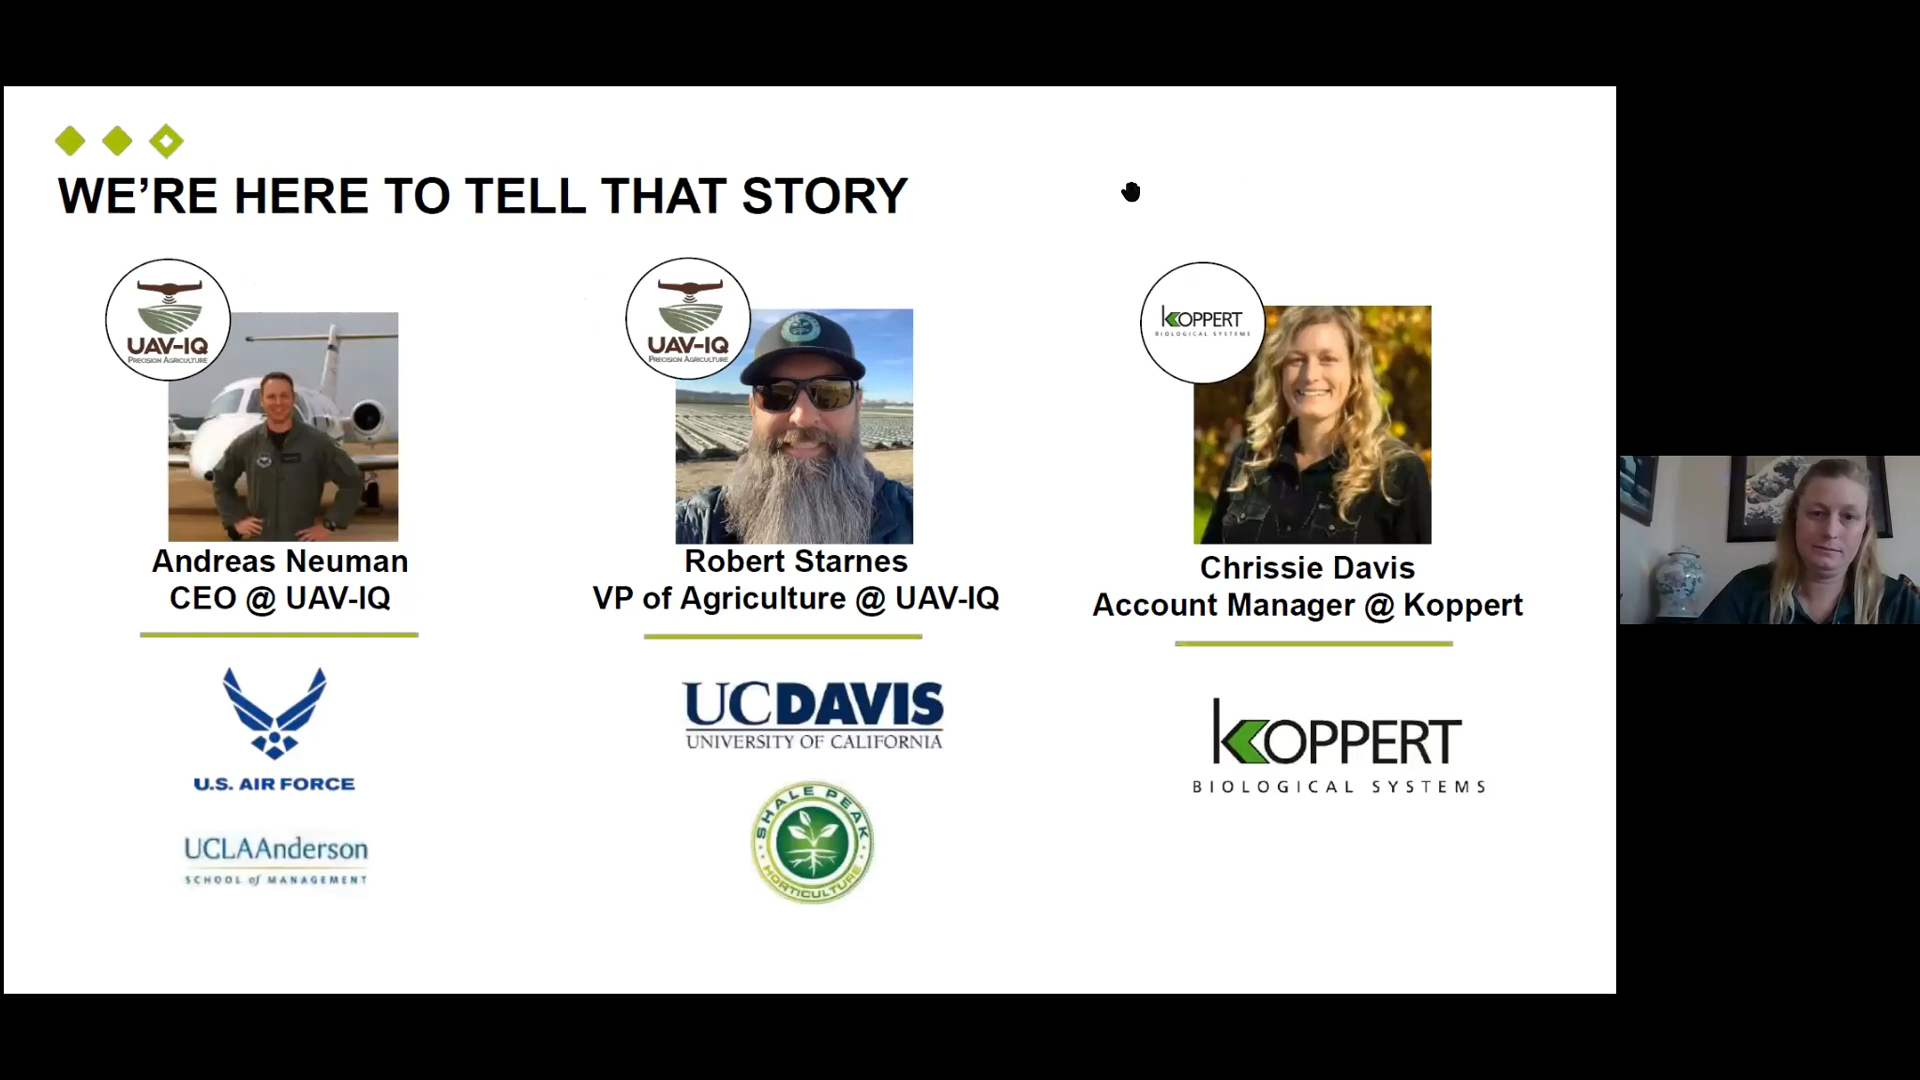 WE’RE HERE TO TELL THAT STORY
UAV-IQ
PRECISION AGRICULTURE
Andreas Neuman
CEO @ UAV-IQ
U.S. AIR FORCE
UCLAAnderson
SCHOOL of MANAGEMENT
UAV-IQ
PRECISION AGRICULTURE
Robert Starnes
VP of Agriculture @ UAV-IQ
UCDAVIS
UNIVERSITY OF CALIFORNIA
SHALE PEAK
HORTICULTURE
KOPPERT
BIOLOGICAL SYSTEMS
Chrissie Davis
Account Manager @ Koppert
KOPPERT
BIOLOGICAL SYSTEMS